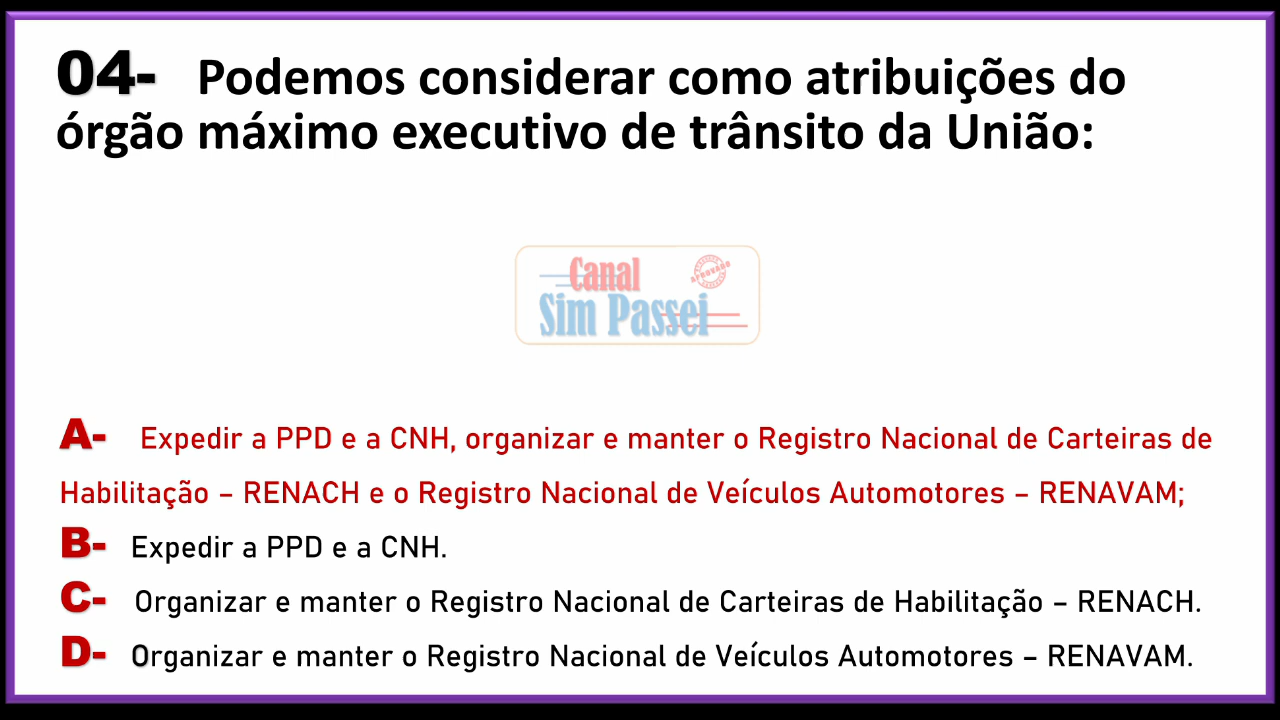 04- Podemos considerar como atribuições do
órgão máximo executivo de trânsito da União:
Canal
APROVADO
Sim Passei
A- Expedir a PPD e a CNH, organizar e manter o Registro Nacional de Carteiras de
Habilitação – RENACH e o Registro Nacional de Veículos Automotores – RENAVAM;
B- Expedir a PPD e a CNH.
C- Organizar e manter o Registro Nacional de Carteiras de Habilitação – RENACH.
D- Organizar e manter o Registro Nacional de Veículos Automotores – RENAVAM.